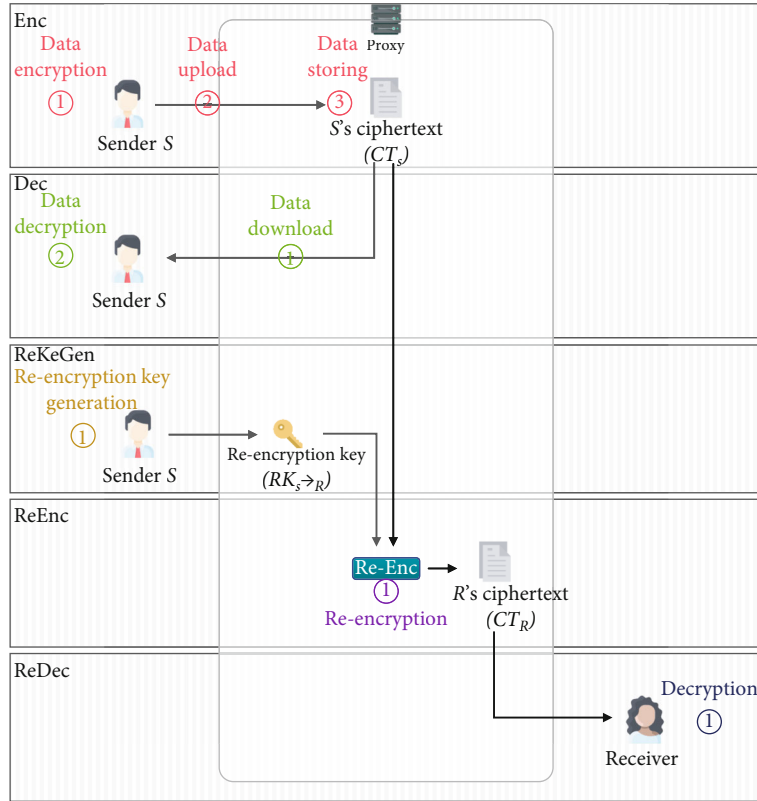 Enc
Proxy
Data
encryption
①
Data
upload
②
Data
storing
③
Sender S
S's ciphertext
(CTs)
Dec
Data
decryption
②
Data
download
①
Sender S
ReKeGen
Re-encryption key
generation
①
Sender S
Re-encryption key
(RKs→R)
ReEnc
Re-Enc
①
Re-encryption
R's ciphertext
(CTR)
ReDec
Decryption
①
Receiver